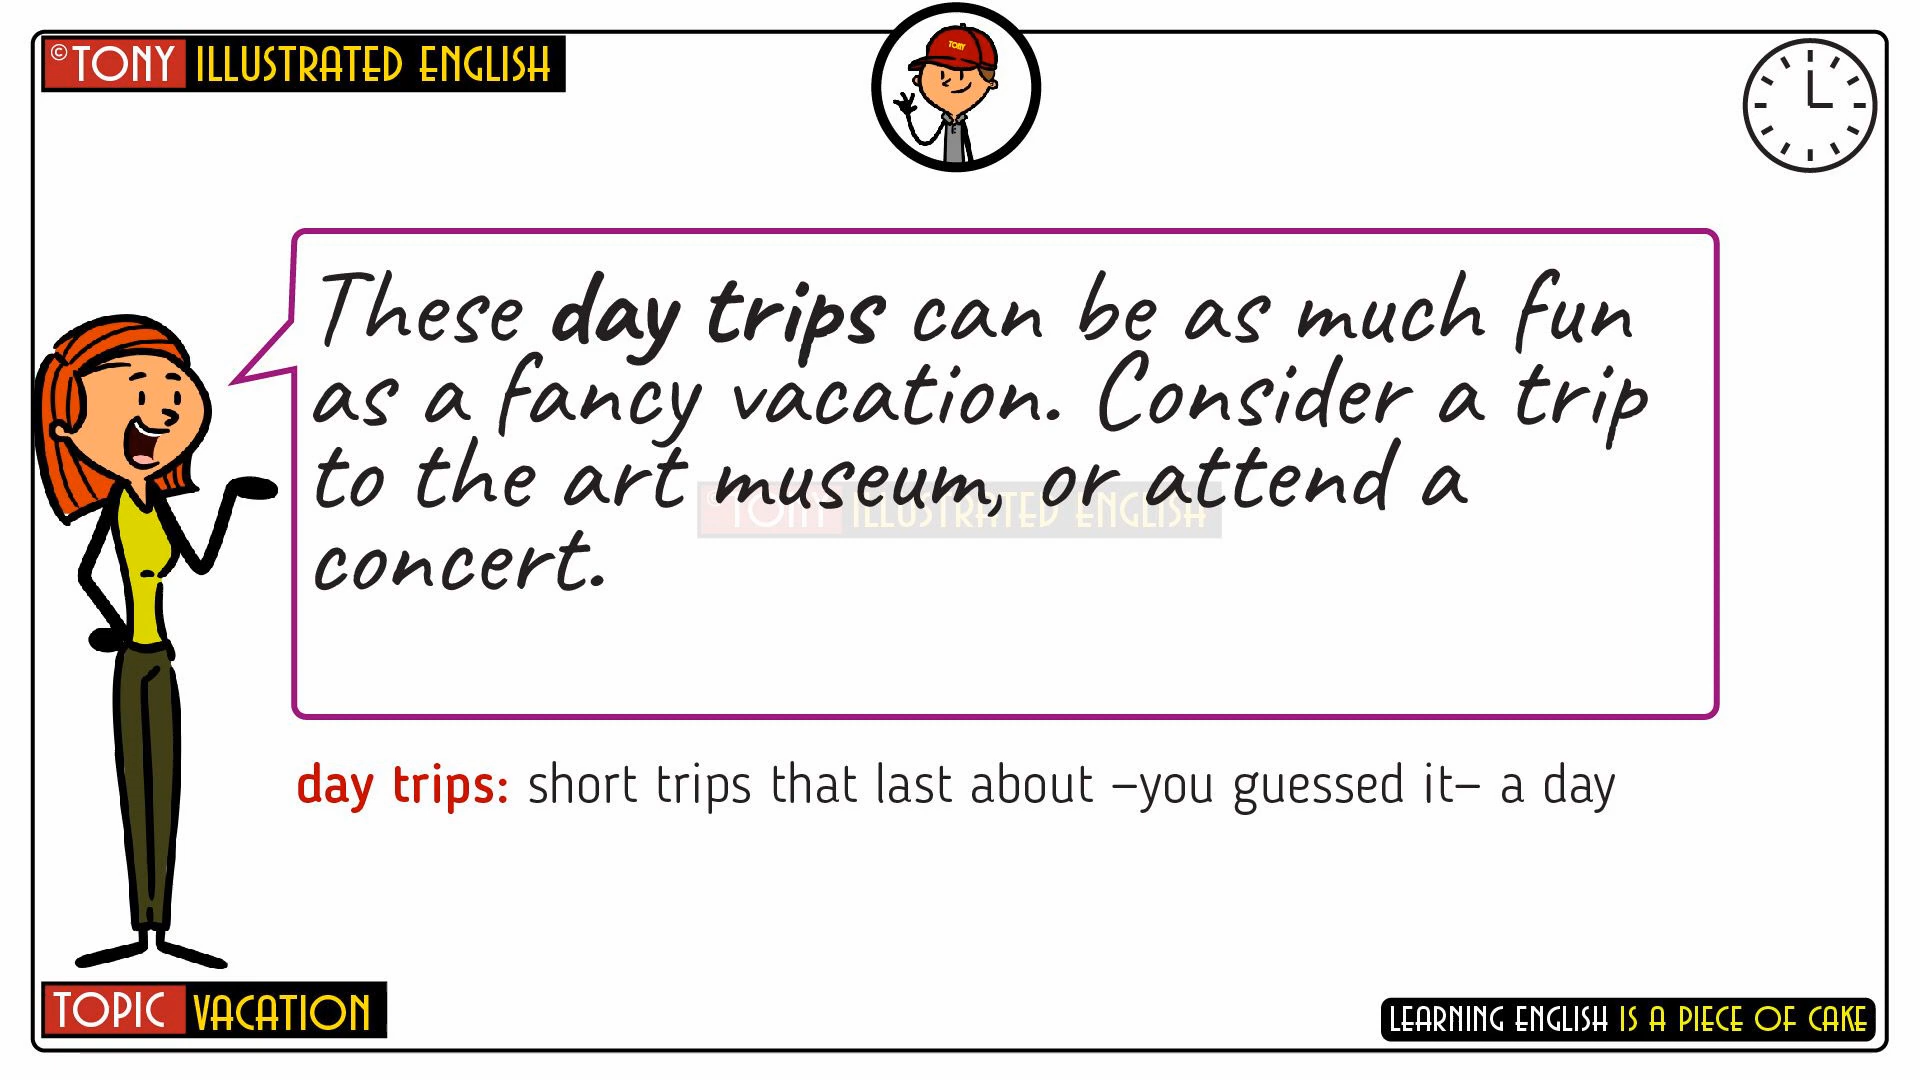 ©TONY ILLUSTRATED ENGLISH
TONY
These day trips can be as much fun
as a fancy vacation. Consider a trip
to the art museum, or attend a
concert.
©TONY ILLUSTRATED ENGLISH
day trips: short trips that last about –you guessed it– a day
TOPIC VACATION
LEARNING ENGLISH IS A PIECE OF CAKE